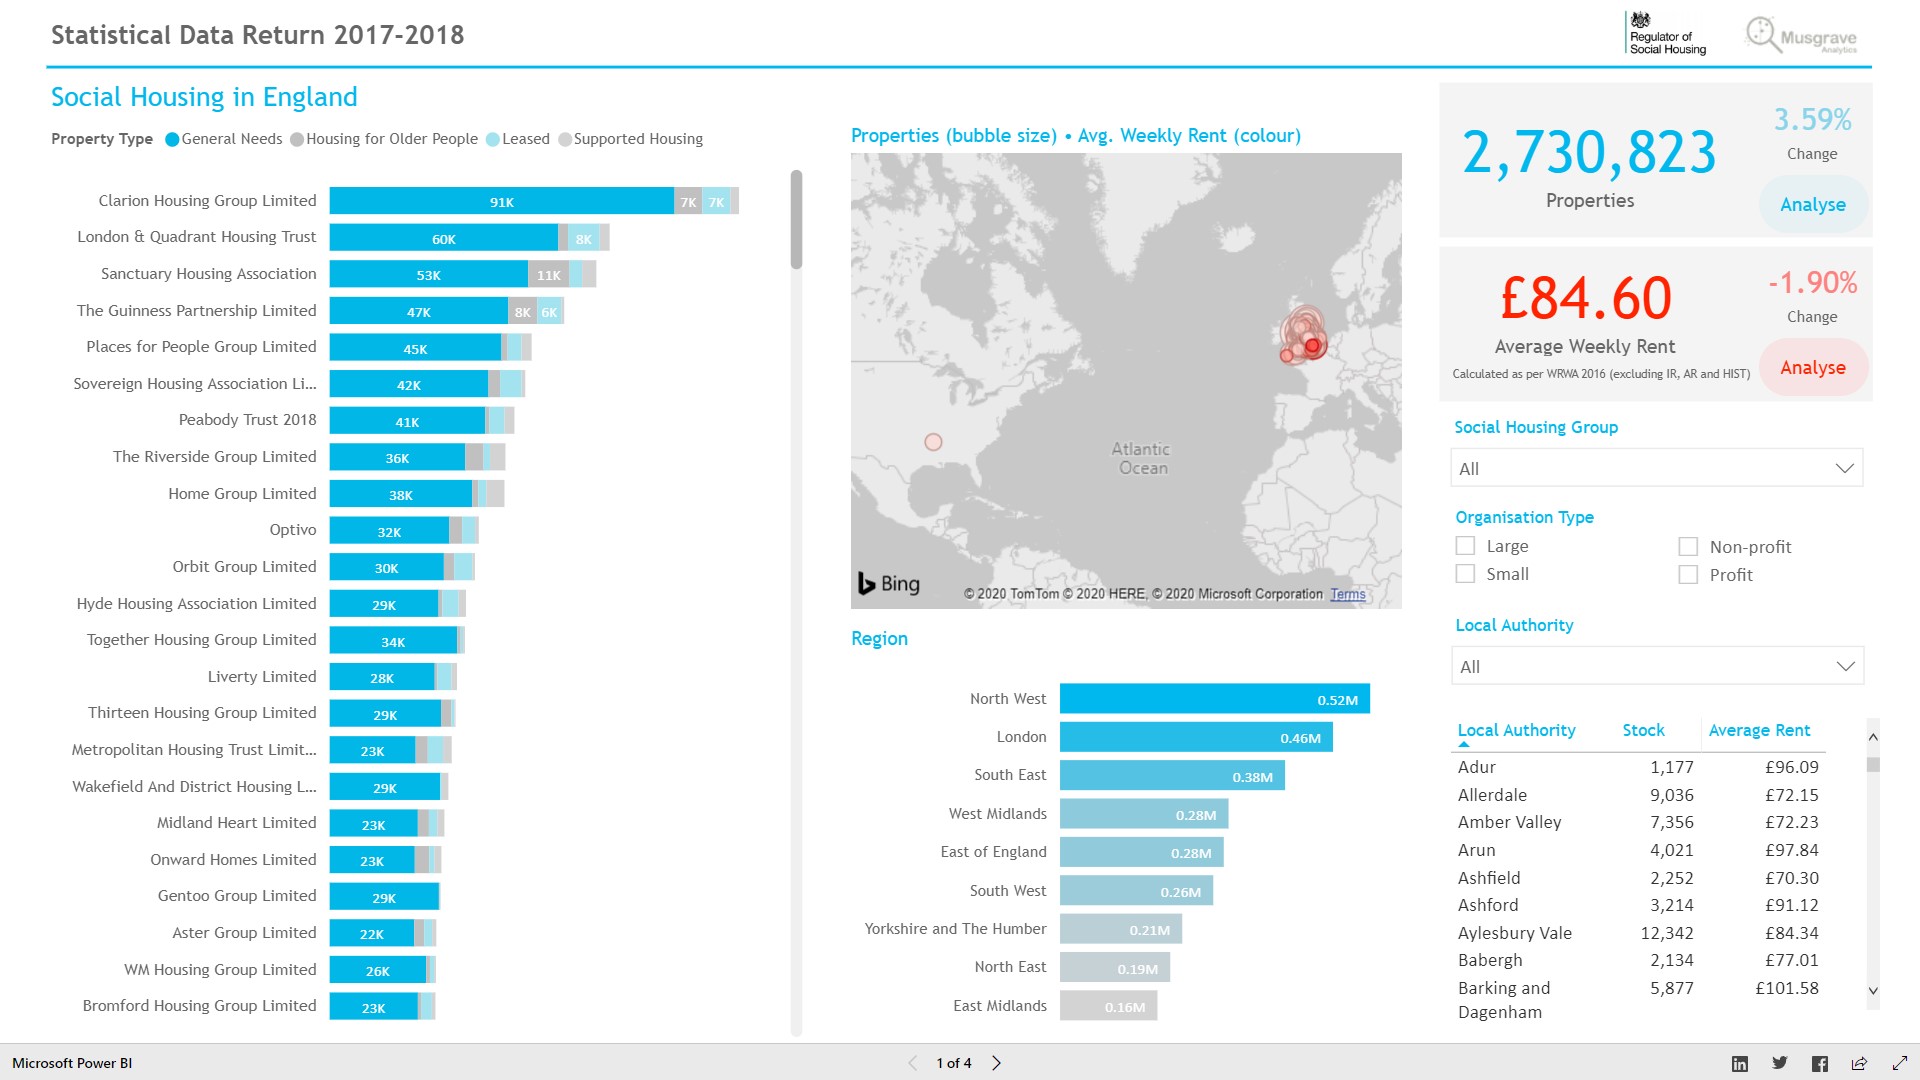 Statistical Data Return 2017-2018
Regulator of
Social Housing
Musgrave
Analytics
Social Housing in England
Property Type General Needs Housing for Older People Leased Supported Housing
Clarion Housing Group Limited 91K 7K 7K
London & Quadrant Housing Trust 60K 8K
Sanctuary Housing Association 53K 11K
The Guinness Partnership Limited 47K 8K 6K
Places for People Group Limited 45K
Sovereign Housing Association Li... 42K
Peabody Trust 2018 41K
The Riverside Group Limited 36K
Home Group Limited 38K
Optivo 32K
Orbit Group Limited 30K
Hyde Housing Association Limited 29K
Together Housing Group Limited 34K
Liverty Limited 28K
Thirteen Housing Group Limited 29K
Metropolitan Housing Trust Limit... 23K
Wakefield And District Housing L... 29K
Midland Heart Limited 23K
Onward Homes Limited 23K
Gentoo Group Limited 29K
Aster Group Limited 22K
WM Housing Group Limited 26K
Bromford Housing Group Limited 23K
Properties (bubble size) • Avg. Weekly Rent (colour)
Atlantic
Ocean
Bing
© 2020 TomTom © 2020 HERE, © 2020 Microsoft Corporation Terms
Region
North West 0.52M
London 0.46M
South East 0.38M
West Midlands 0.28M
East of England 0.28M
South West 0.26M
Yorkshire and The Humber 0.21M
North East 0.19M
East Midlands 0.16M
2,730,823
Properties
3.59%
Change
Analyse
£84.60
Average Weekly Rent
Calculated as per WRWA 2016 (excluding IR, AR and HIST)
-1.90%
Change
Analyse
Social Housing Group
All
Organisation Type
Large Non-profit
Small Profit
Local Authority
All
Local Authority Stock Average Rent
Adur 1,177 £96.09
Allerdale 9,036 £72.15
Amber Valley 7,356 £72.23
Arun 4,021 £97.84
Ashfield 2,252 £70.30
Ashford 3,214 £91.12
Aylesbury Vale 12,342 £84.34
Babergh 2,134 £77.01
Barking and 5,877 £101.58
Dagenham
Microsoft Power BI
1 of 4